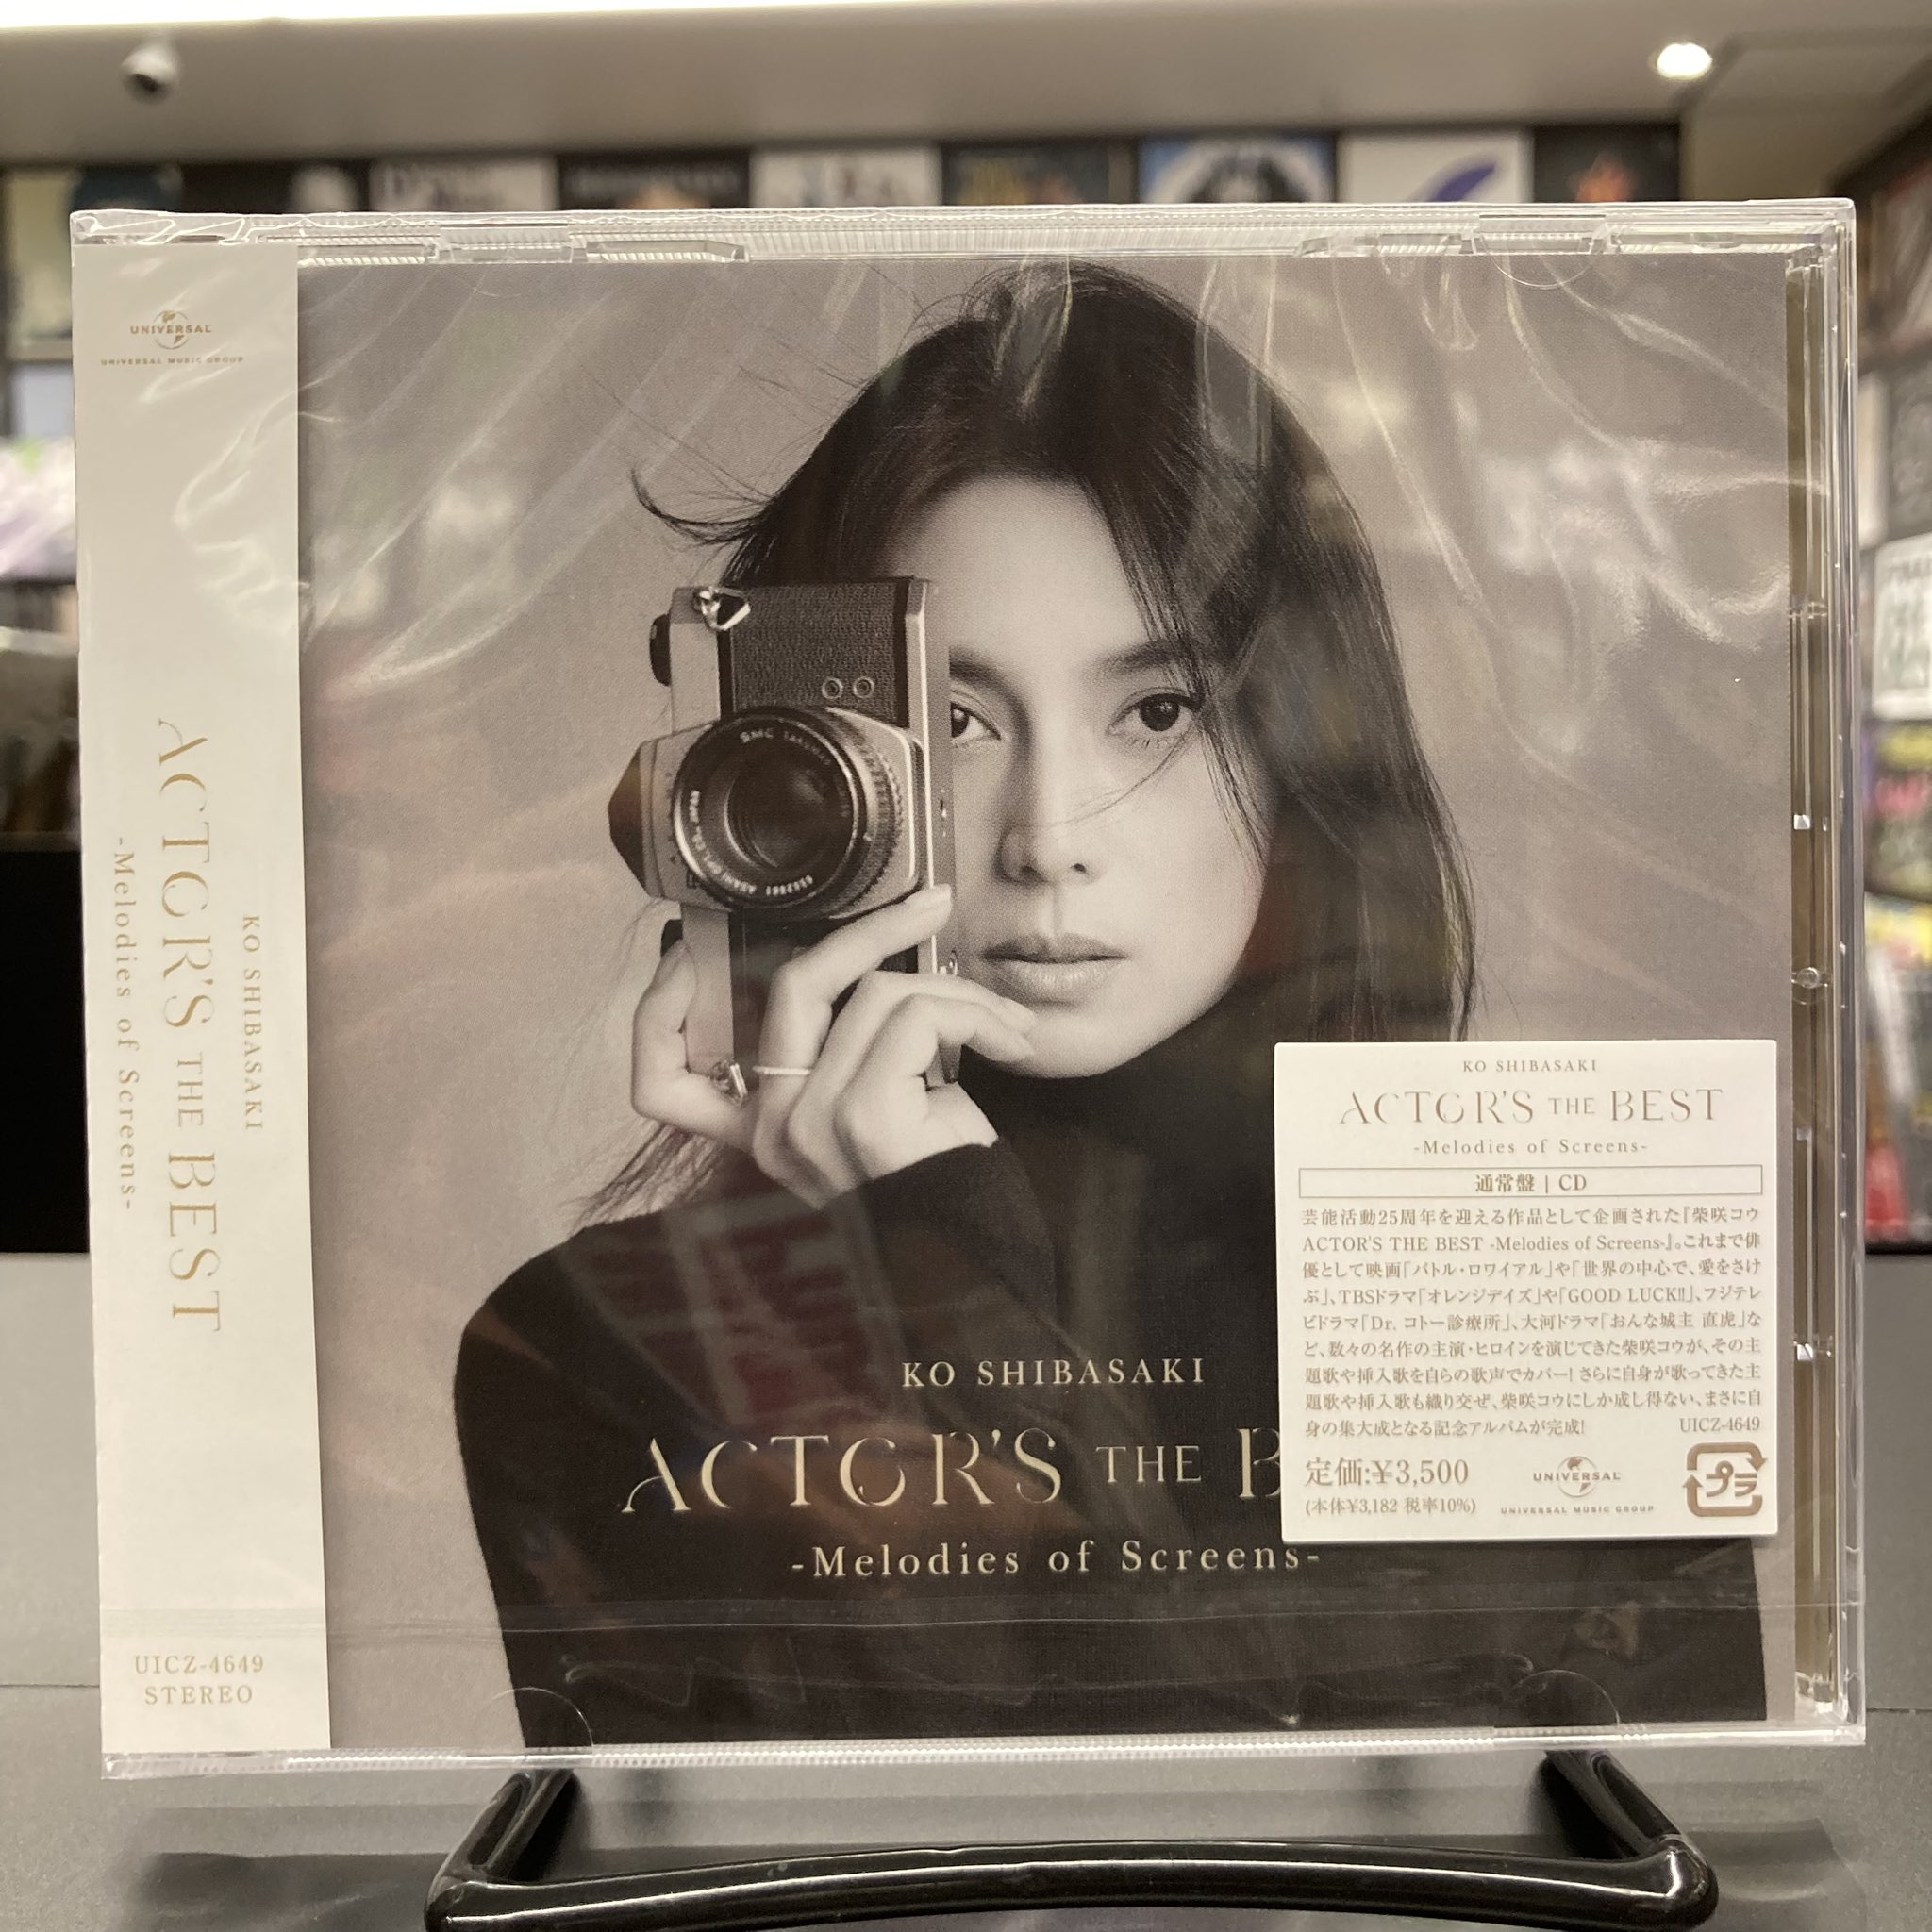 UNIVERSAL
UNIVERSAL MUSIC GROUP
KO SHIBASAKI
ACTOR'S THE BEST
-Melodies of Screens-
UICZ-4649
STEREO
SMC TAKUMAR
ASAHI OPT. CO.
KO SHIBASAKI
ACTOR'S THE B
-Melodies of Screens-
KO SHIBASAKI
ACTOR'S THE BEST
-Melodies of Screens-
通常盤 | CD
芸能活動25周年を迎える作品として企画された『柴咲コウ
ACTOR'S THE BEST -Melodies of Screens-』。これまで俳
優として映画「バトル・ロワイアル」や「世界の中心で、愛をさけ
ぶ」、TBSドラマ「オレンジデイズ」や「GOOD LUCK!!」、フジテレ
ビドラマ「Dr. コトー診療所」、大河ドラマ「おんな城主 直虎」な
ど、数々の名作の主演・ヒロインを演じてきた柴咲コウが、その主
題歌や挿入歌を自らの歌声でカバー! さらに自身が歌ってきた主
題歌や挿入歌も織り交ぜ、柴咲コウにしか成し得ない、まさに自
身の集大成となる記念アルバムが完成! UICZ-4649
定価:¥3,500
(本体¥3,182 税率10%)
UNIVERSAL
UNIVERSAL MUSIC GROUP
プラ